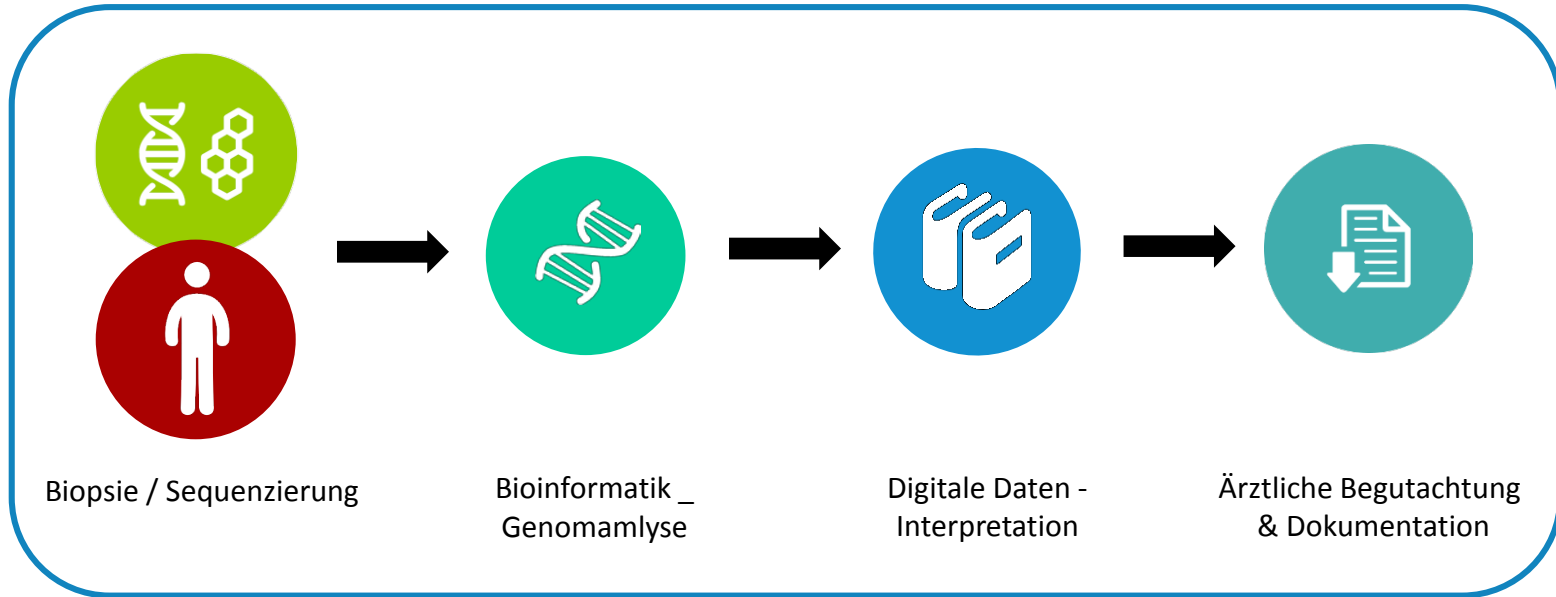 Biopsie / Sequenzierung
Bioinformatik _
Genomamlyse
Digitale Daten -
Interpretation
Ärztliche Begutachtung
& Dokumentation